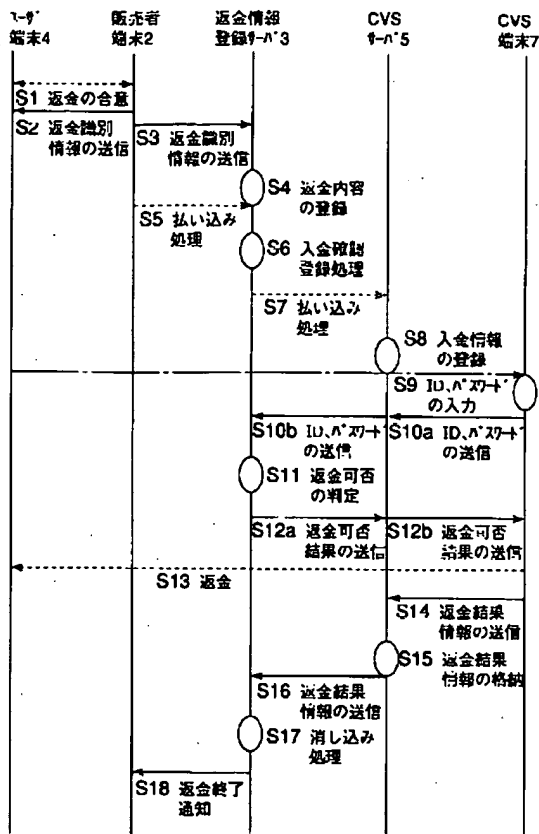 ユーザ 端末4
販売者 端末2
返金情報 登録サーバ3
CVS サーバ5
CVS 端末7
S1 返金の合意
S2 返金識別
情報の送信
S3 返金識別
情報の送信
S4 返金内容
の登録
S5 払い込み
処理
S6 入金確認
登録処理
S7 払い込み
処理
S8 入金情報
の登録
S9 ID、パスワード
の入力
S10b ID、パスワード
の送信
S10a ID、パスワード
の送信
S11 返金可否
の判定
S12a 返金可否
結果の送信
S12b 返金可否
結果の送信
S13 返金
S14 返金結果
情報の送信
S15 返金結果
情報の格納
S16 返金結果
情報の送信
S17 消し込み
処理
S18 返金終了
通知